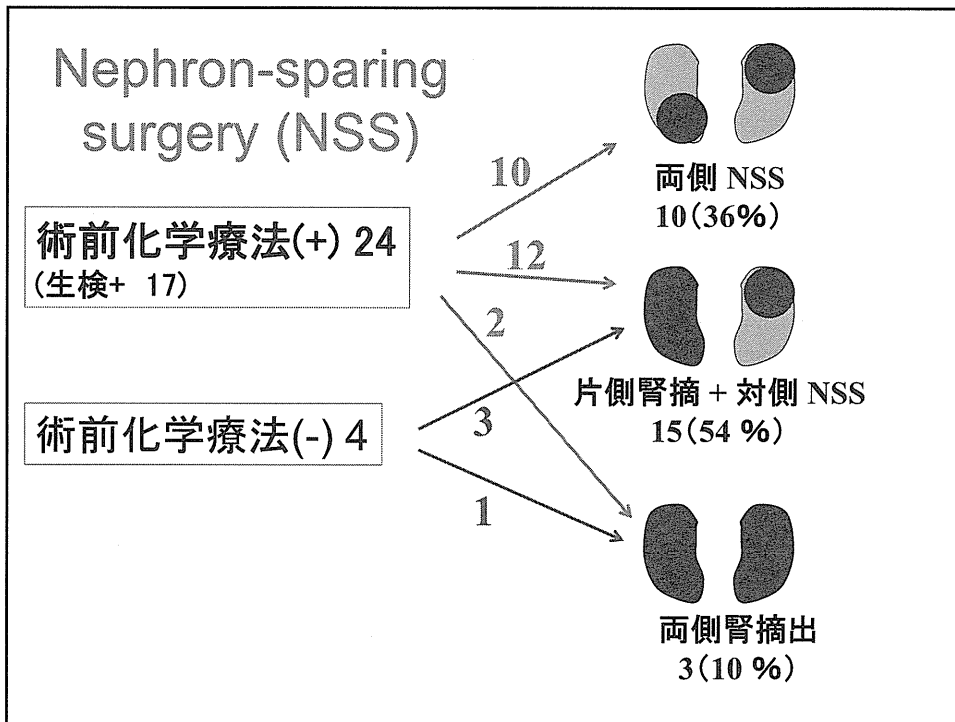 Nephron-sparing
surgery (NSS)
術前化学療法(+) 24
(生検+ 17)
術前化学療法(-) 4
10
12
2
3
1
両側 NSS
10(36%)
片側腎摘 + 対側 NSS
15(54 %)
両側腎摘出
3(10 %)